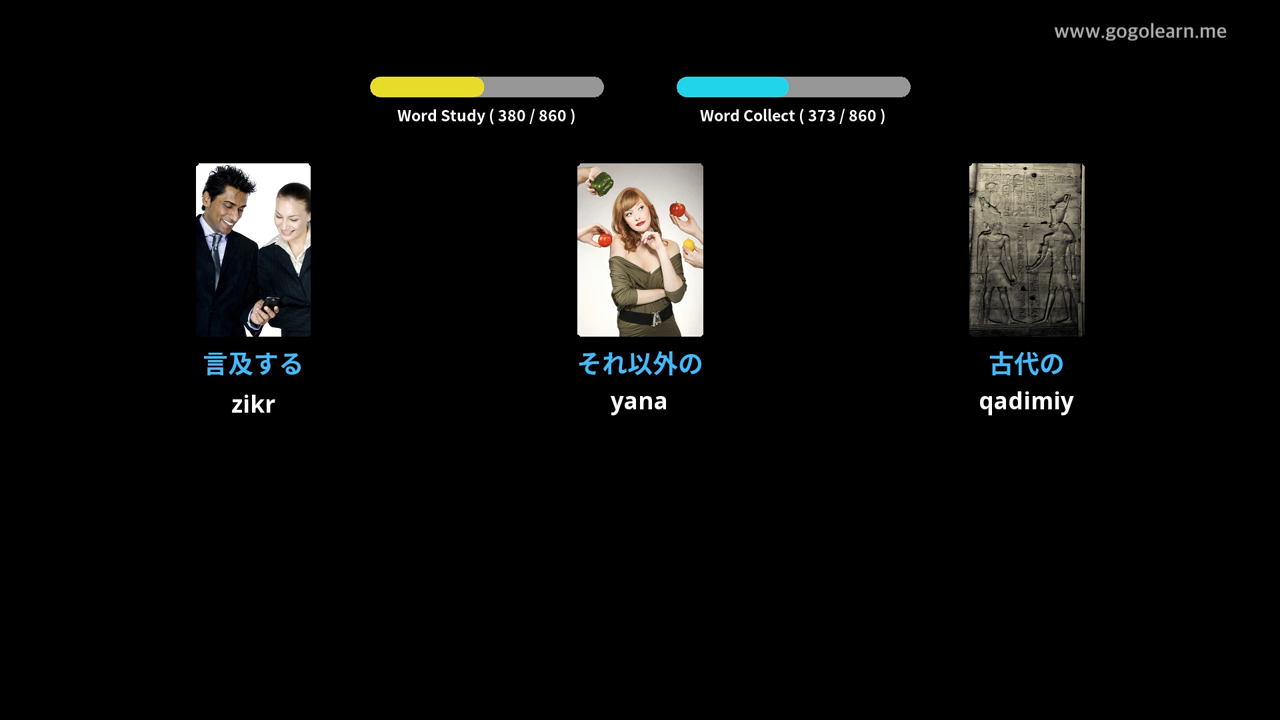 www.gogolearn.me
Word Study ( 380 / 860 )
Word Collect ( 373 / 860 )
言及する
zikr
それ以外の
yana
古代の
qadimiy